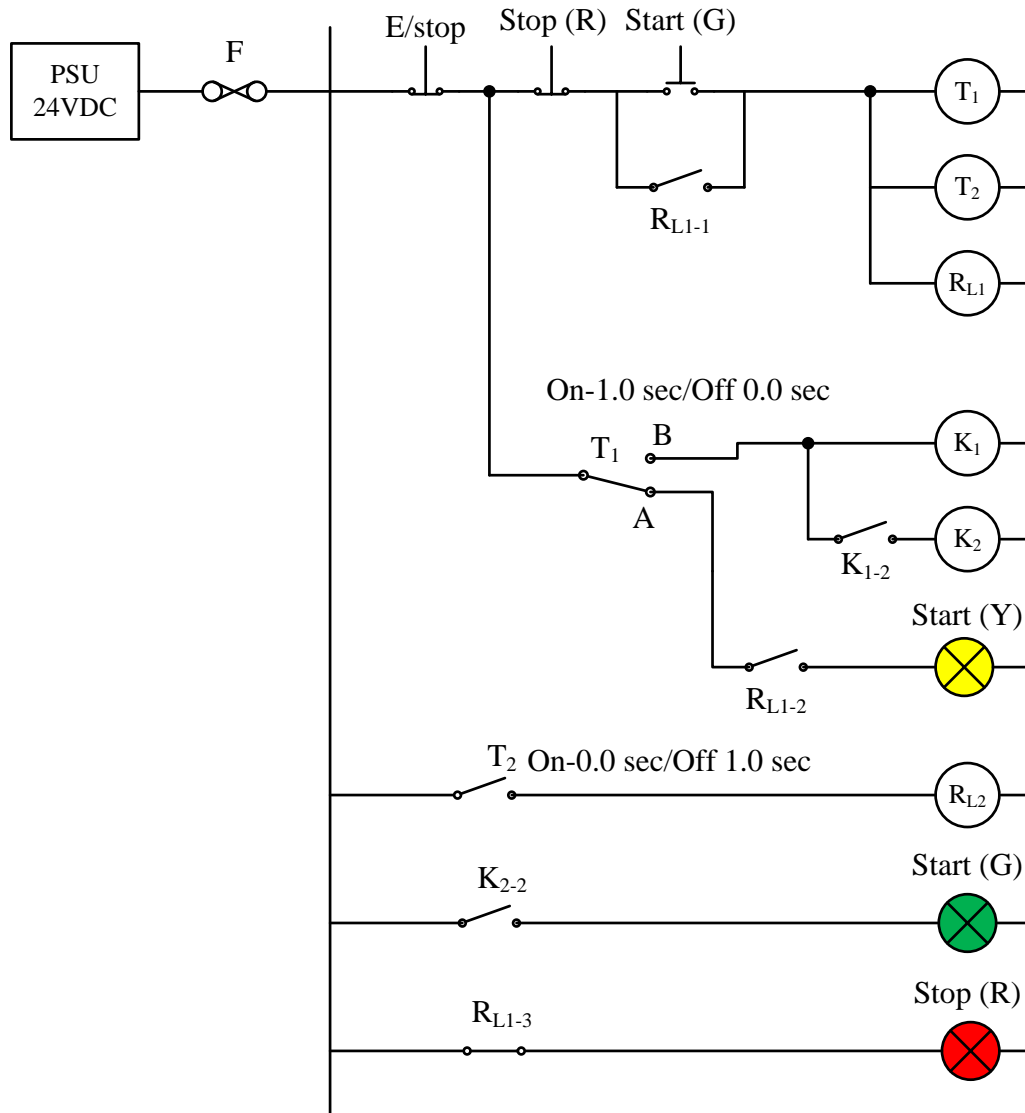 E/stop
Stop (R)
Start (G)
F
PSU
24VDC
T1
T2
RL1-1
RL1
On-1.0 sec/Off 0.0 sec
B
T1
A
K1
K2
K1-2
Start (Y)
RL1-2
T2 On-0.0 sec/Off 1.0 sec
RL2
Start (G)
K2-2
Stop (R)
RL1-3